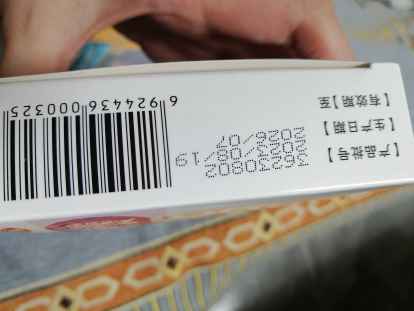 【产品批号】 36230802
【生产日期】 2023/08/19
【有效期】至 2026/07
6 924436 000325